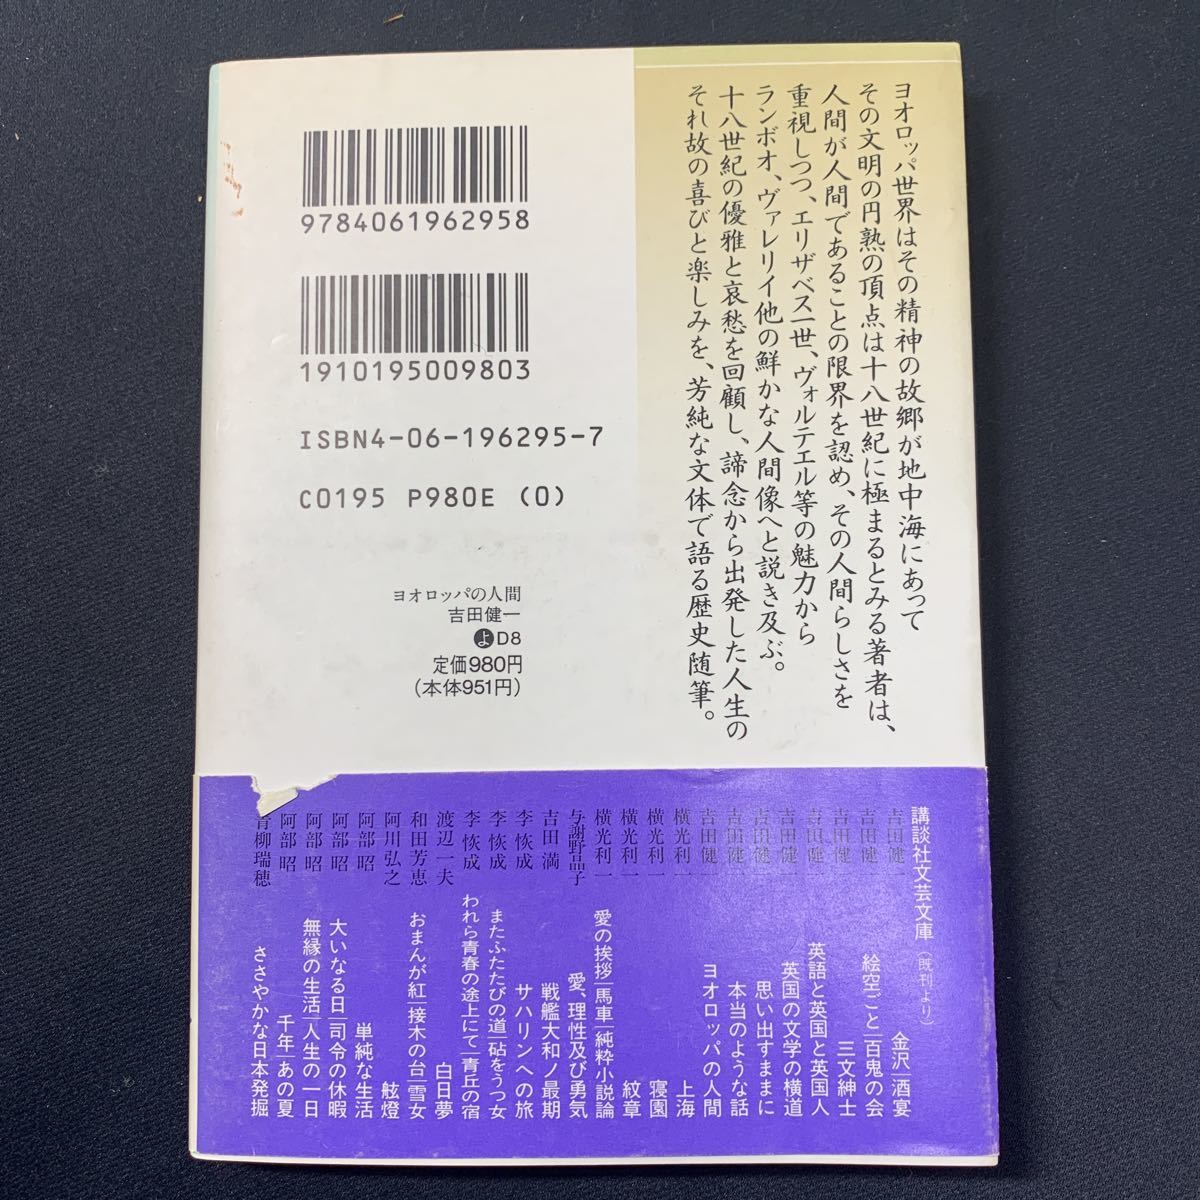 ヨオロッパ世界はその精神の故郷が地中海にあって
その文明の円熟の頂点は十八世紀に極まるとみる著者は、
人間が人間であることの限界を認め、その人間らしさを
重視しつつ、エリザベス一世、ヴォルテエル等の魅力から
ランボオ、ヴァレリイ他の鮮かな人間像へと説き及ぶ。
十八世紀の優雅と哀愁を回顧し、諦念から出発した人生の
それ故の喜びと楽しみを、芳純な文体で語る歴史随筆。
9784061962958
1910195009803
ISBN4-06-196295-7
C0195 P980E (0)
ヨオロッパの人間
吉田健一
よD8
定価980円
(本体951円)
講談社文芸文庫(既刊より)
吉田健一 金沢|酒宴
吉田健一 絵空ごと|百鬼の会
吉田健一 三文紳士
吉田健一 英語と英国と英国人
吉田健一 英国の文学の横道
吉田健一 思い出すままに
吉田健一 本当のような話
吉田健一 ヨオロッパの人間
横光利一 上海
横光利一 寝園
横光利一 紋章
横光利一 愛の挨拶|馬車|純粋小説論
与謝野晶子 愛、理性及び勇気
吉田 満 戦艦大和ノ最期
李 恢成 サハリンへの旅
李 恢成 またふたたびの道|砧をうつ女
李 恢成 われら青春の途上にて|青丘の宿
渡辺一夫 白日夢
和田芳恵 おまんが紅|接木の台|雪女
阿川弘之 舷燈
阿部 昭 単純な生活
阿部 昭 大いなる日|司令の休暇
阿部 昭 無縁の生活|人生の一日
阿部 昭 千年|あの夏
青柳瑞穂 ささやかな日本発掘